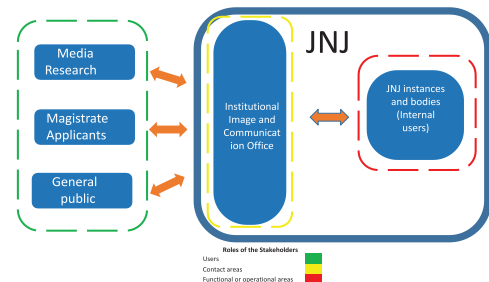 Media
Research
Magistrate
Applicants
General
public
Institutional
Image and
Communicat
ion Office
JNJ
JNJ instances
and bodies
(Internal
users)
Roles of the Stakeholders
Users
Contact areas
Functional or operational areas